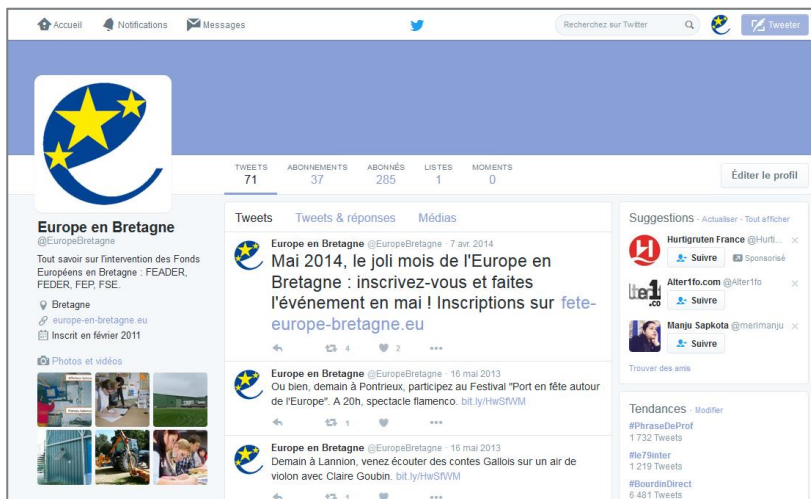 Accueil Notifications Messages Recherchez sur Twitter Tweeter
TWEETS ABONNEMENTS ABONNÉS LISTES MOMENTS
71 37 285 1 0
Éditer le profil
Europe en Bretagne
@EuropeBretagne
Tout savoir sur l'intervention des Fonds
Européens en Bretagne : FEADER,
FEDER, FEP, FSE.
Bretagne
europe-en-bretagne.eu
Inscrit en février 2011
Photos et vidéos
Tweets Tweets & réponses Médias
Europe en Bretagne @EuropeBretagne · 7 avr. 2014
Mai 2014, le joli mois de l'Europe en
Bretagne : inscrivez-vous et faites
l'événement en mai ! Inscriptions sur fete-
europe-bretagne.eu
4 2
Europe en Bretagne @EuropeBretagne · 16 mai 2013
Ou bien, demain à Pontrieux, participez au Festival "Port en fête autour
de l'Europe". A 20h, spectacle flamenco. bit.ly/HwSfWM
1
Europe en Bretagne @EuropeBretagne · 16 mai 2013
Demain à Lannion, venez écouter des contes Gallois sur un air de
violon avec Claire Goubin. bit.ly/HwSfWM
1
Suggestions · Actualiser · Tout afficher
Hurtigruten France @Hurti...
Suivre Sponsorisé
Alter1fo.com @Alter1fo
Suivre
Manju Sapkota @merimanju
Suivre
Trouver des amis
Tendances · Modifier
#PhraseDeProf
1 732 Tweets
#le79inter
1 219 Tweets
#BourdinDirect
6 481 Tweets